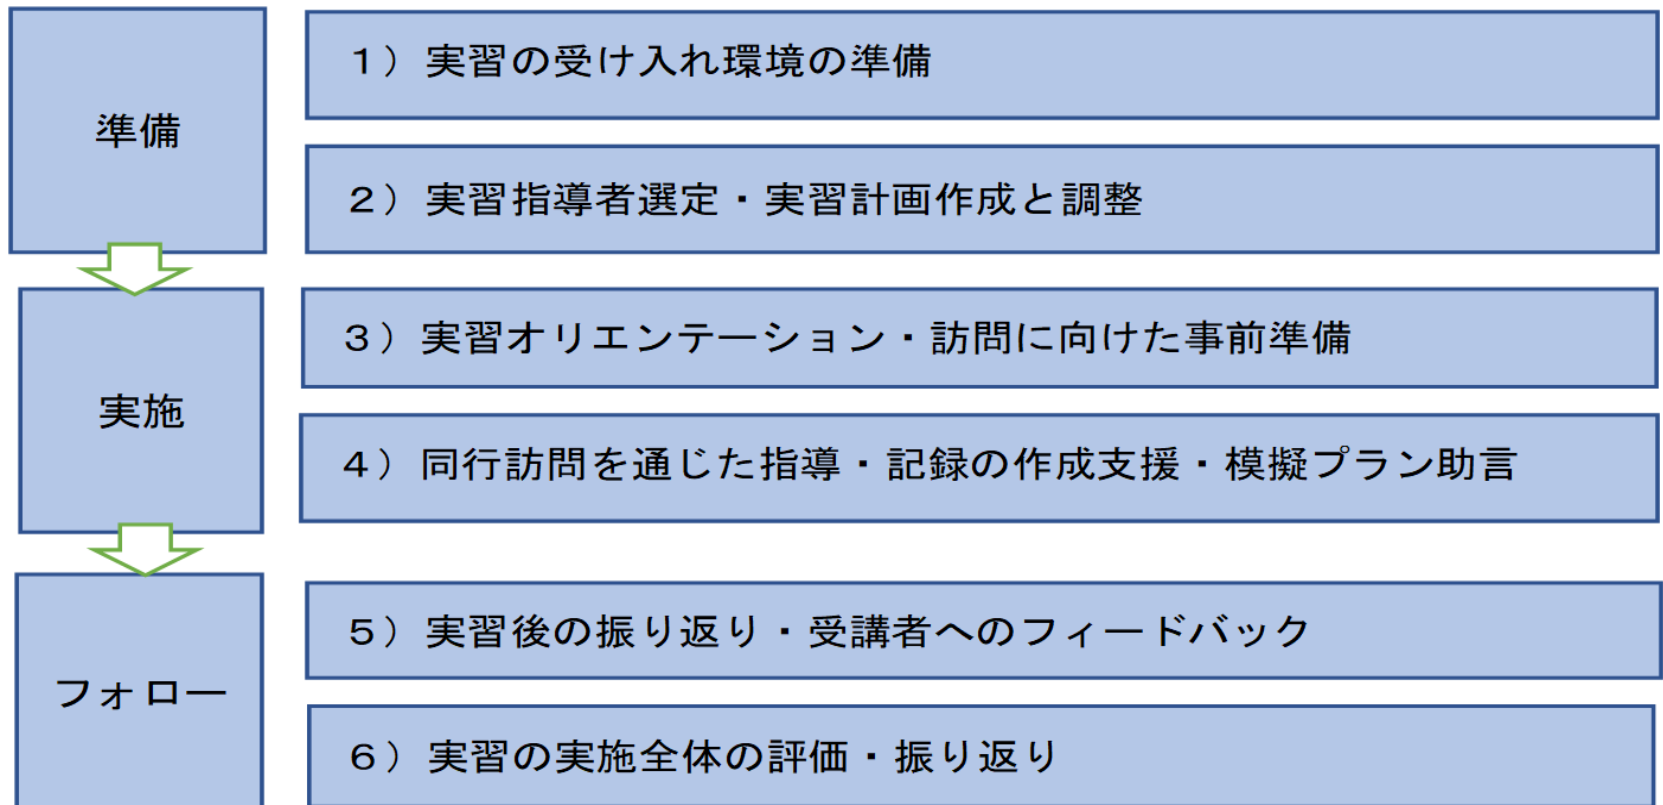 準備
1）実習の受け入れ環境の準備
2）実習指導者選定・実習計画作成と調整
実施
3）実習オリエンテーション・訪問に向けた事前準備
4）同行訪問を通じた指導・記録の作成支援・模擬プラン助言
フォロー
5）実習後の振り返り・受講者へのフィードバック
6）実習の実施全体の評価・振り返り